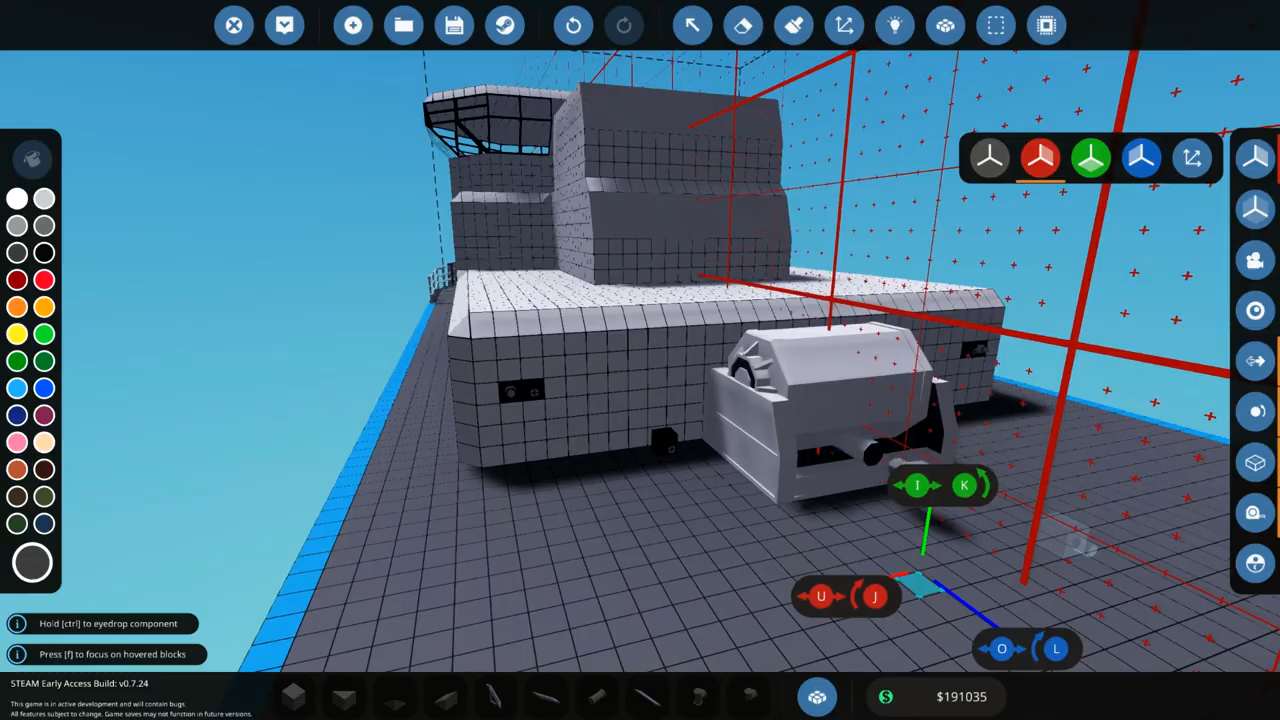 I K
U J
O L
Hold [ctrl] to eyedrop component
Press [f] to focus on hovered blocks
STEAM Early Access Build: v0.7.24
This game is in active development and will contain bugs.
All features subject to change. Game saves may not function in future versions.
$ $191035